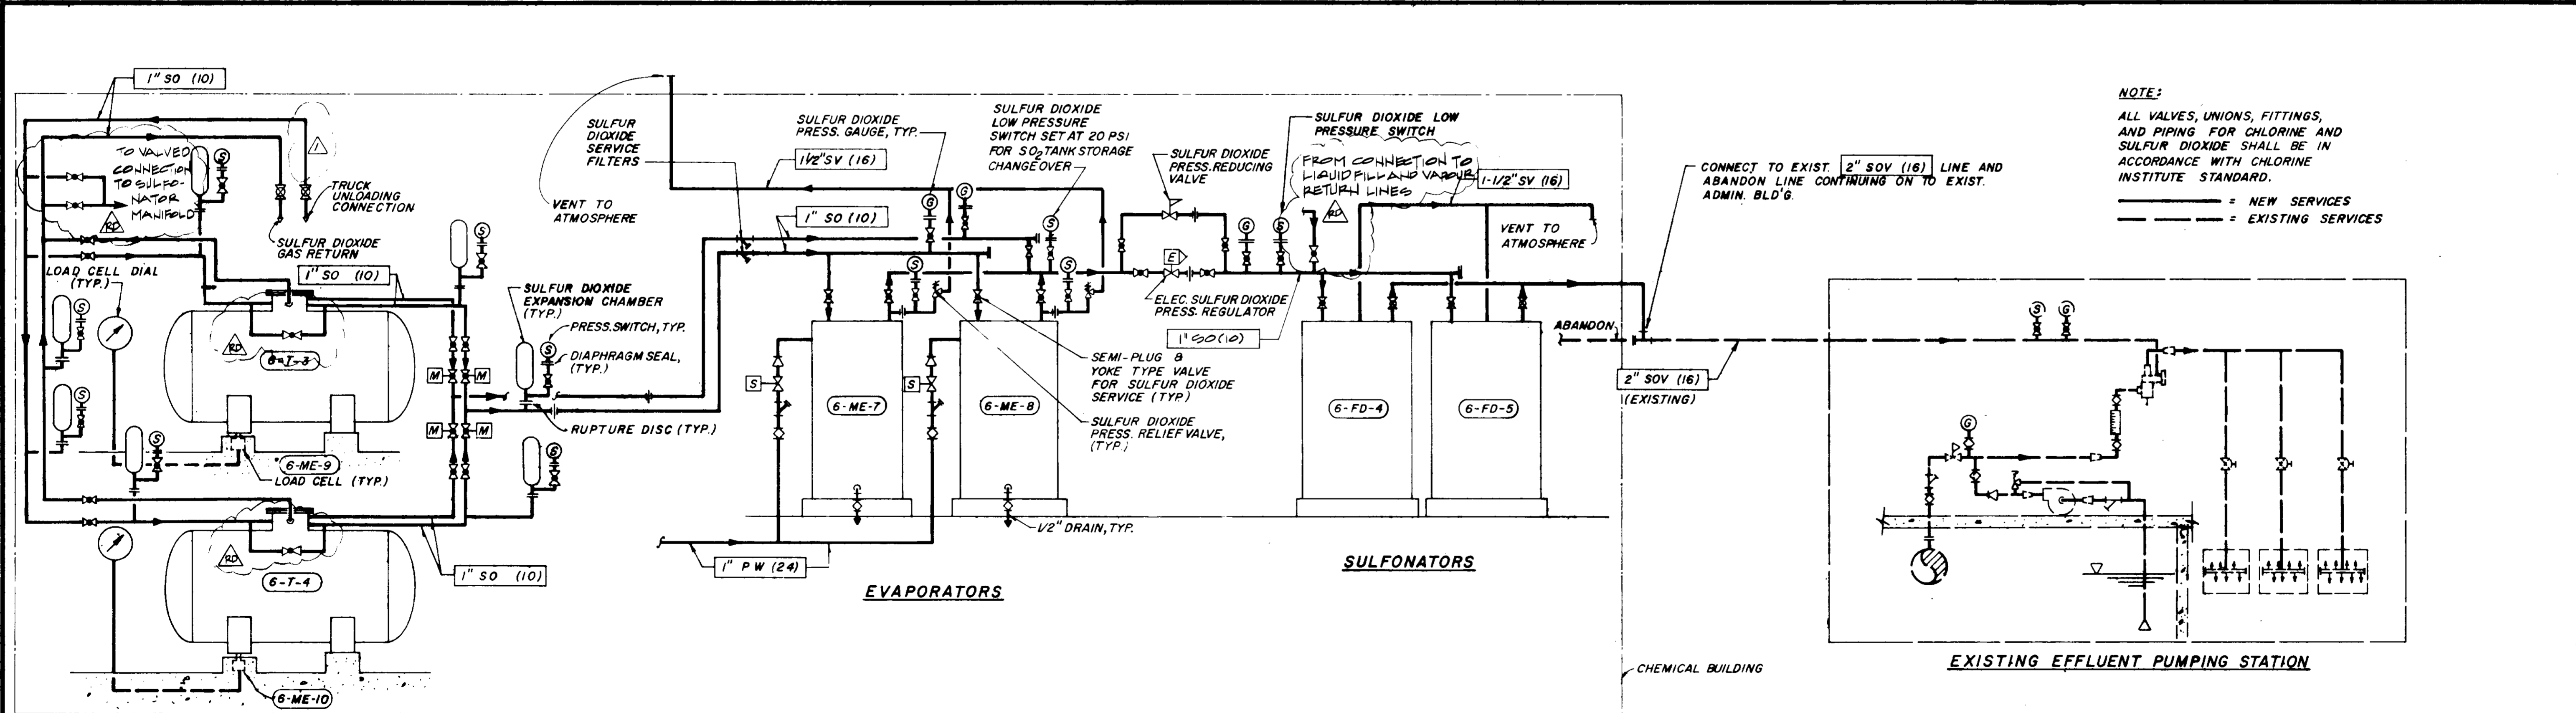 1" SO (10)
TO VALVED
CONNECTION
TO SULFO-
NATOR
MANIFOLD
RD
1
S
TRUCK
UNLOADING
CONNECTION
SULFUR DIOXIDE
GAS RETURN
LOAD CELL DIAL
(TYP.)
1" SO (10)
S
S
S
S
RD
6-T-3
M
M
M
M
6-ME-9
LOAD CELL (TYP.)
S
RD
6-T-4
1" SO (10)
6-ME-10
SULFUR DIOXIDE
EXPANSION CHAMBER
(TYP.)
PRESS. SWITCH, TYP.
S
DIAPHRAGM SEAL,
(TYP.)
RUPTURE DISC (TYP.)
VENT TO
ATMOSPHERE
SULFUR
DIOXIDE
SERVICE
FILTERS
SULFUR DIOXIDE
PRESS. GAUGE, TYP.
1½" SV (16)
1" SO (10)
G
G
S
S
S
SULFUR DIOXIDE
LOW PRESSURE
SWITCH SET AT 20 PSI
FOR SO2 TANK STORAGE
CHANGE OVER
SULFUR DIOXIDE
PRESS. REDUCING
VALVE
E
ELEC. SULFUR DIOXIDE
PRESS. REGULATOR
1" SO (10)
G
S
SULFUR DIOXIDE LOW
PRESSURE SWITCH
FROM CONNECTION TO
LIQUID FILL AND VAPOUR
RETURN LINES
RD
1-1/2" SV (16)
VENT TO
ATMOSPHERE
S
S
6-ME-7
6-ME-8
SEMI-PLUG &
YOKE TYPE VALVE
FOR SULFUR DIOXIDE
SERVICE (TYP.)
SULFUR DIOXIDE
PRESS. RELIEF VALVE,
(TYP.)
1/2" DRAIN, TYP.
1" PW (24)
EVAPORATORS
6-FD-4
6-FD-5
SULFONATORS
ABANDON
CONNECT TO EXIST. 2" SOV (16) LINE AND
ABANDON LINE CONTINUING ON TO EXIST.
ADMIN. BLD'G.
2" SOV (16)
(EXISTING)
CHEMICAL BUILDING
NOTE:
ALL VALVES, UNIONS, FITTINGS,
AND PIPING FOR CHLORINE AND
SULFUR DIOXIDE SHALL BE IN
ACCORDANCE WITH CHLORINE
INSTITUTE STANDARD.
= NEW SERVICES
= EXISTING SERVICES
S
G
G
EXISTING EFFLUENT PUMPING STATION